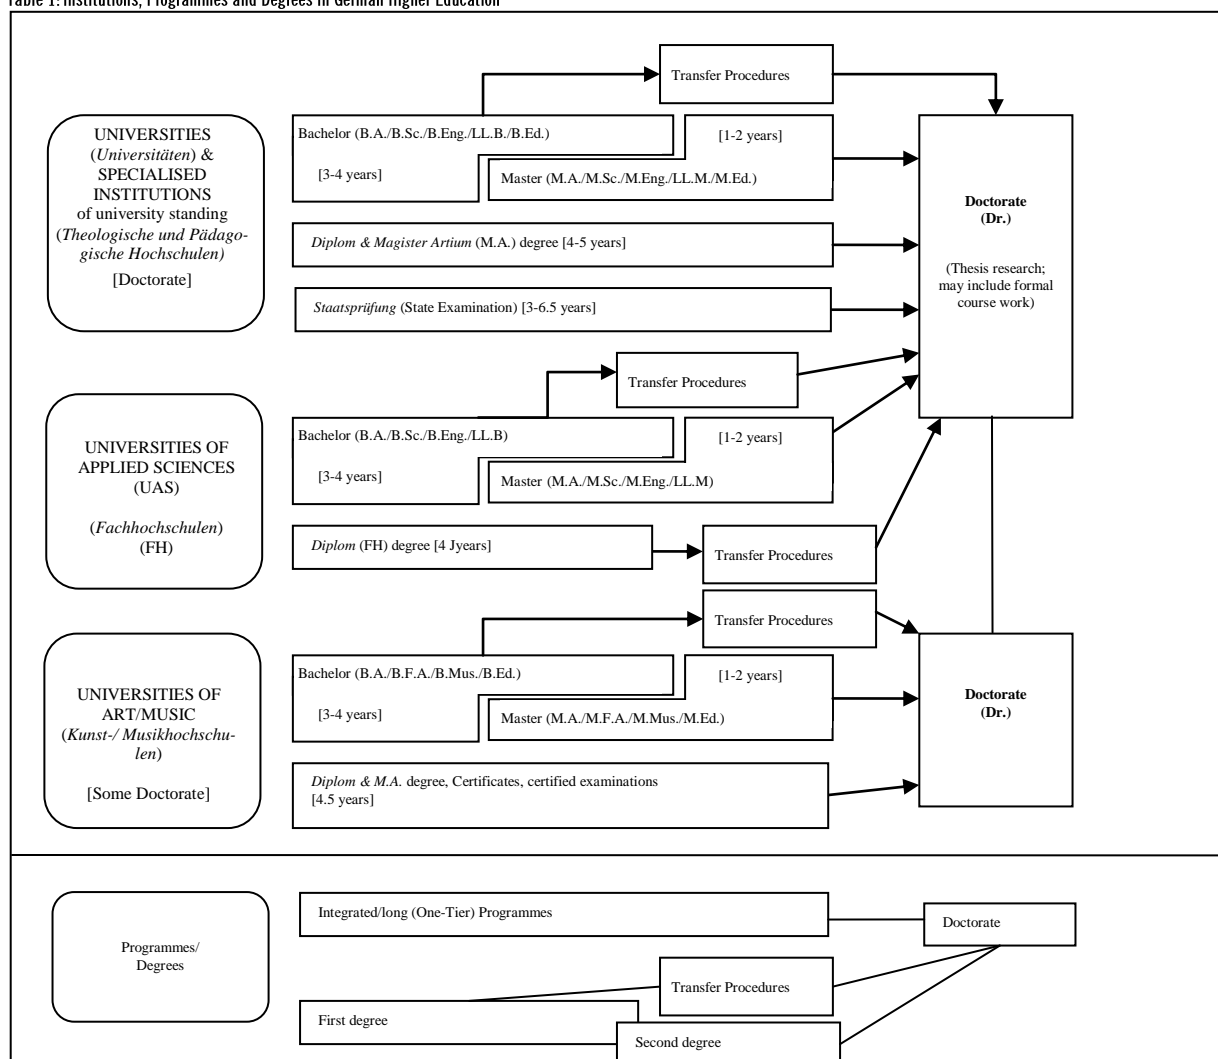 Table 1: Institutions, Programmes and Degrees in German Higher Education
Transfer Procedures
UNIVERSITIES
(Universitäten) &
SPECIALISED
INSTITUTIONS
of university standing
(Theologische und Pädago-
gische Hochschulen)
[Doctorate]
Bachelor (B.A./B.Sc./B.Eng./LL.B./B.Ed.)
[3-4 years]
[1-2 years]
Master (M.A./M.Sc./M.Eng./LL.M./M.Ed.)
Diplom & Magister Artium (M.A.) degree [4-5 years]
Staatsprüfung (State Examination) [3-6.5 years]
Doctorate
(Dr.)
(Thesis research;
may include formal
course work)
Transfer Procedures
UNIVERSITIES OF
APPLIED SCIENCES
(UAS)
(Fachhochschulen)
(FH)
Bachelor (B.A./B.Sc./B.Eng./LL.B)
[3-4 years]
[1-2 years]
Master (M.A./M.Sc./M.Eng./LL.M)
Diplom (FH) degree [4 Jyears]
Transfer Procedures
Transfer Procedures
UNIVERSITIES OF
ART/MUSIC
(Kunst-/ Musikhochschu-
len)
[Some Doctorate]
Bachelor (B.A./B.F.A./B.Mus./B.Ed.)
[3-4 years]
[1-2 years]
Master (M.A./M.F.A./M.Mus./M.Ed.)
Diplom & M.A. degree, Certificates, certified examinations
[4.5 years]
Doctorate
(Dr.)
Programmes/
Degrees
Integrated/long (One-Tier) Programmes
Doctorate
Transfer Procedures
First degree
Second degree